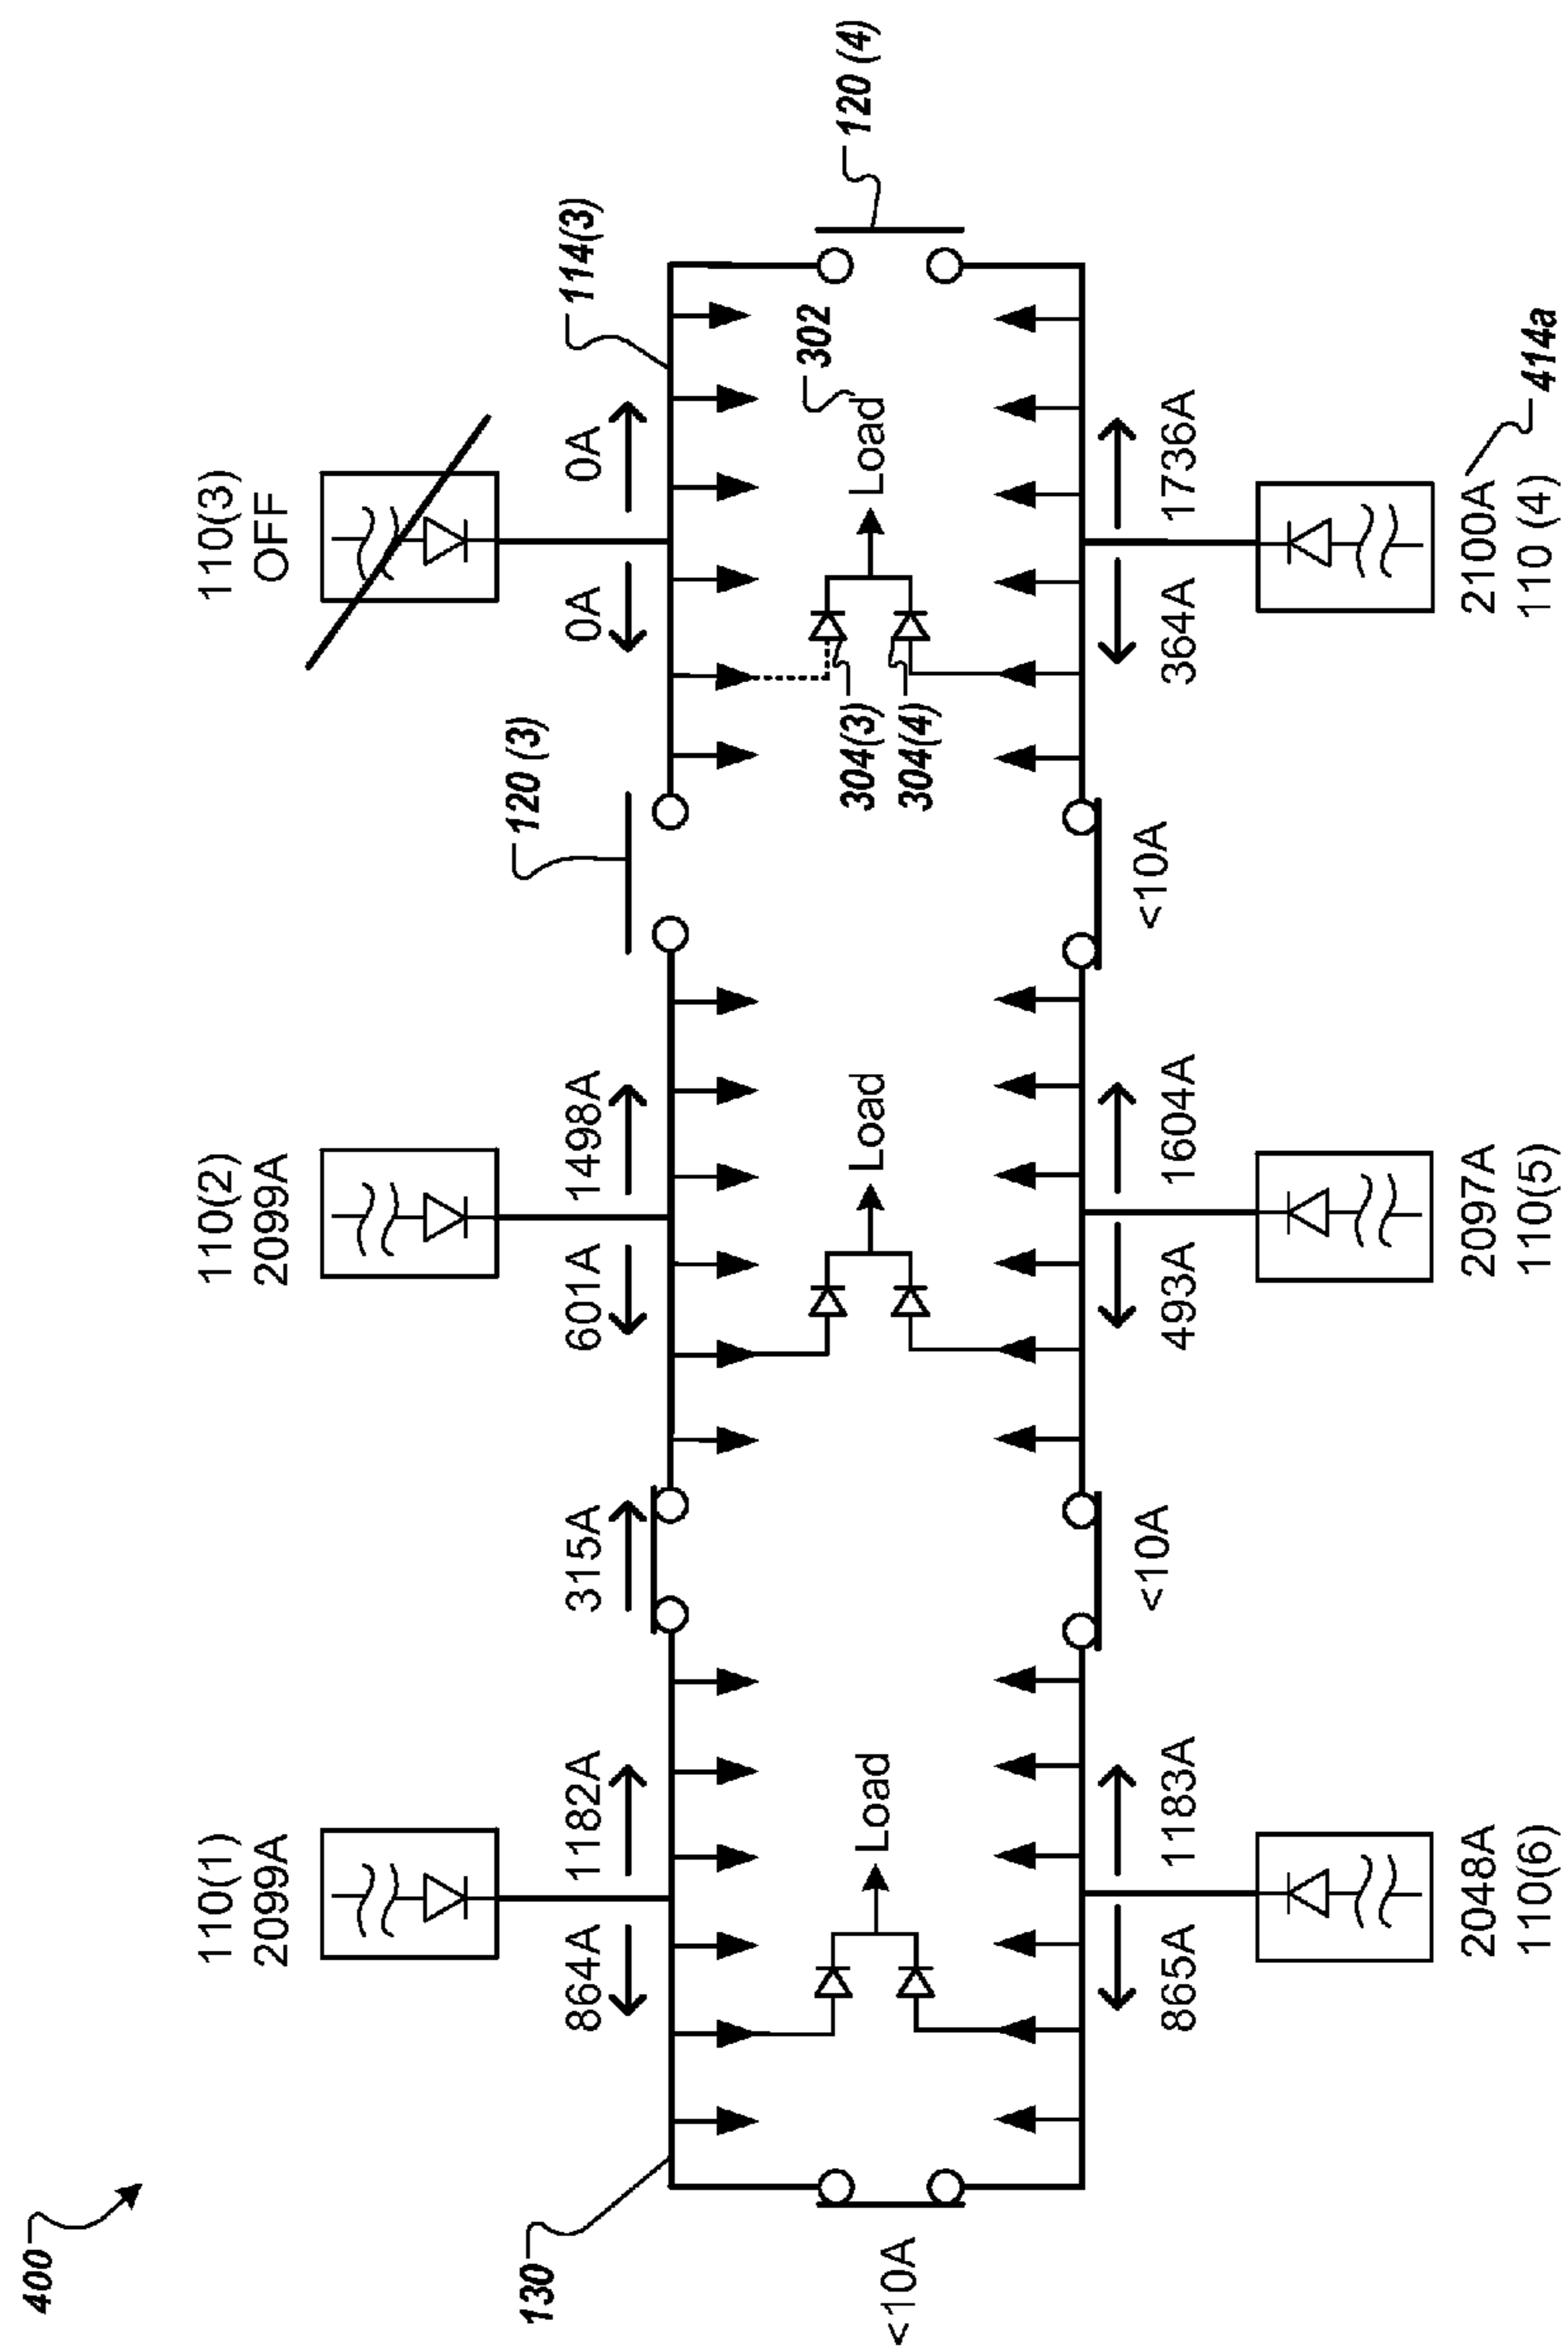 400
110(1)
2099A
110(2)
2099A
110(3)
OFF
864A
1182A
315A
601A
1498A
120 (3)
0A
0A
114(3)
130
<10A
Load
Load
304(3)
304(4)
Load
302
120 (4)
865A
1183A
<10A
493A
1604A
<10A
364A
1736A
2048A
110(6)
2097A
110(5)
2100A
110 (4)
414a